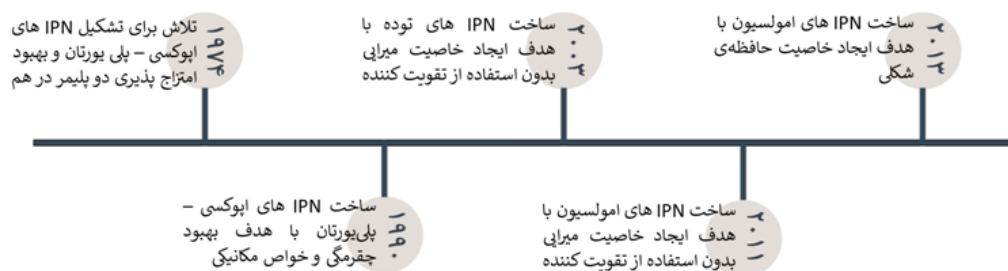 ۱۹۷۴
تلاش برای تشکیل IPN های
اپوکسی – پلی یورتان و بهبود
امتزاج پذیری دو پلیمر در هم
۱۹۹۰
ساخت IPN های اپوکسی –
پلی‌یورتان با هدف بهبود
چقرمگی و خواص مکانیکی
۲۰۰۳
ساخت IPN های توده با
هدف ایجاد خاصیت میرایی
بدون استفاده از تقویت کننده
۲۰۱۱
ساخت IPN های امولسیون با
هدف ایجاد خاصیت میرایی
بدون استفاده از تقویت کننده
۲۰۱۳
ساخت IPN های امولسیون با
هدف ایجاد خاصیت حافظه‌ی
شکلی